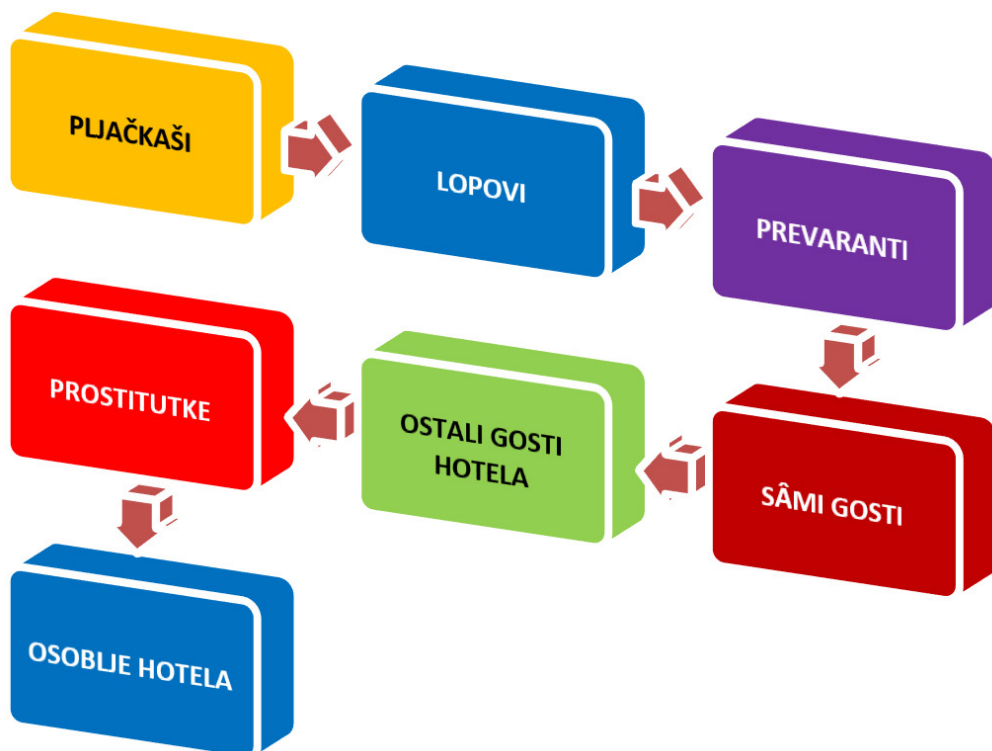 PLJAČKAŠI
LOPOVI
PREVARANTI
SÂMI GOSTI
OSTALI GOSTI
HOTELA
PROSTITUTKE
OSOBLJE HOTELA